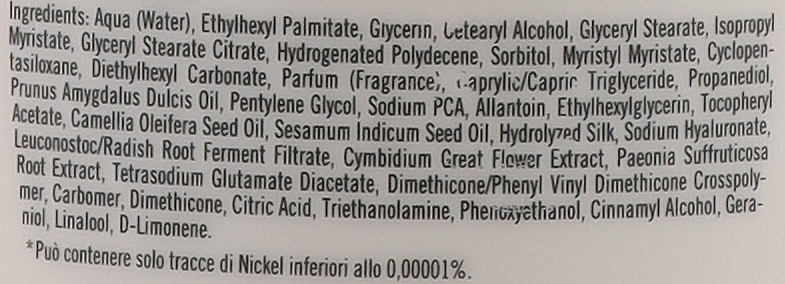 Ingredients: Aqua (Water), Ethylhexyl Palmitate, Glycerin, Cetearyl Alcohol, Glyceryl Stearate, Isopropyl
Myristate, Glyceryl Stearate Citrate, Hydrogenated Polydecene, Sorbitol, Myristyl Myristate, Cyclopen-
tasiloxane, Diethylhexyl Carbonate, Parfum (Fragrance), Caprylic/Capric Triglyceride, Propanediol,
Prunus Amygdalus Dulcis Oil, Pentylene Glycol, Sodium PCA, Allantoin, Ethylhexylglycerin, Tocopheryl
Acetate, Camellia Oleifera Seed Oil, Sesamum Indicum Seed Oil, Hydrolyzed Silk, Sodium Hyaluronate,
Leuconostoc/Radish Root Ferment Filtrate, Cymbidium Great Flower Extract, Paeonia Suffruticosa
Root Extract, Tetrasodium Glutamate Diacetate, Dimethicone/Phenyl Vinyl Dimethicone Crosspoly-
mer, Carbomer, Dimethicone, Citric Acid, Triethanolamine, Phenoxyethanol, Cinnamyl Alcohol, Gera-
niol, Linalool, D-Limonene.
*Può contenere solo tracce di Nickel inferiori allo 0,00001%.